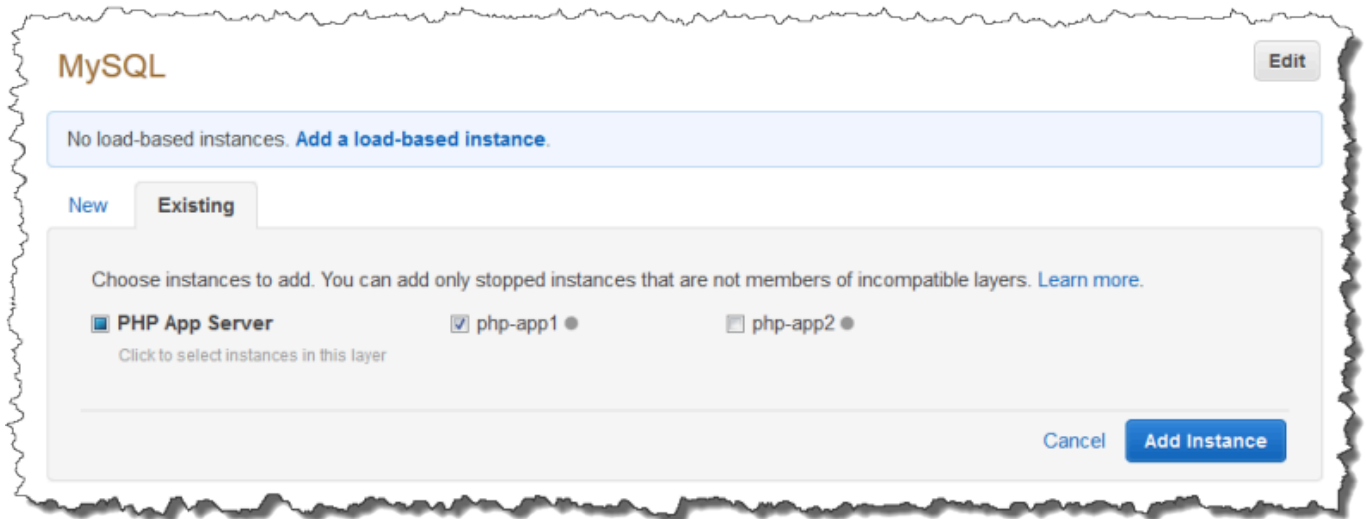 MySQL
Edit
No load-based instances. Add a load-based instance.
New Existing
Choose instances to add. You can add only stopped instances that are not members of incompatible layers. Learn more.
PHP App Server php-app1 php-app2
Click to select instances in this layer
Cancel Add Instance